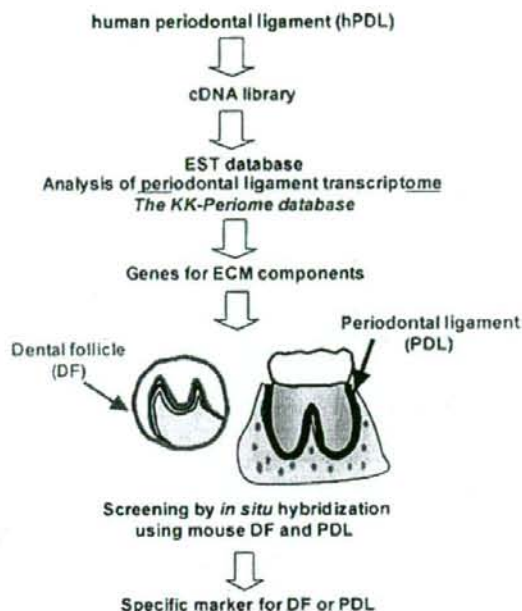 human periodontal ligament (hPDL)
cDNA library
EST database
Analysis of periodontal ligament transcriptome
The KK-Periome database
Genes for ECM components
Dental follicle
(DF)
Periodontal ligament
(PDL)
Screening by in situ hybridization
using mouse DF and PDL
Specific marker for DF or PDL